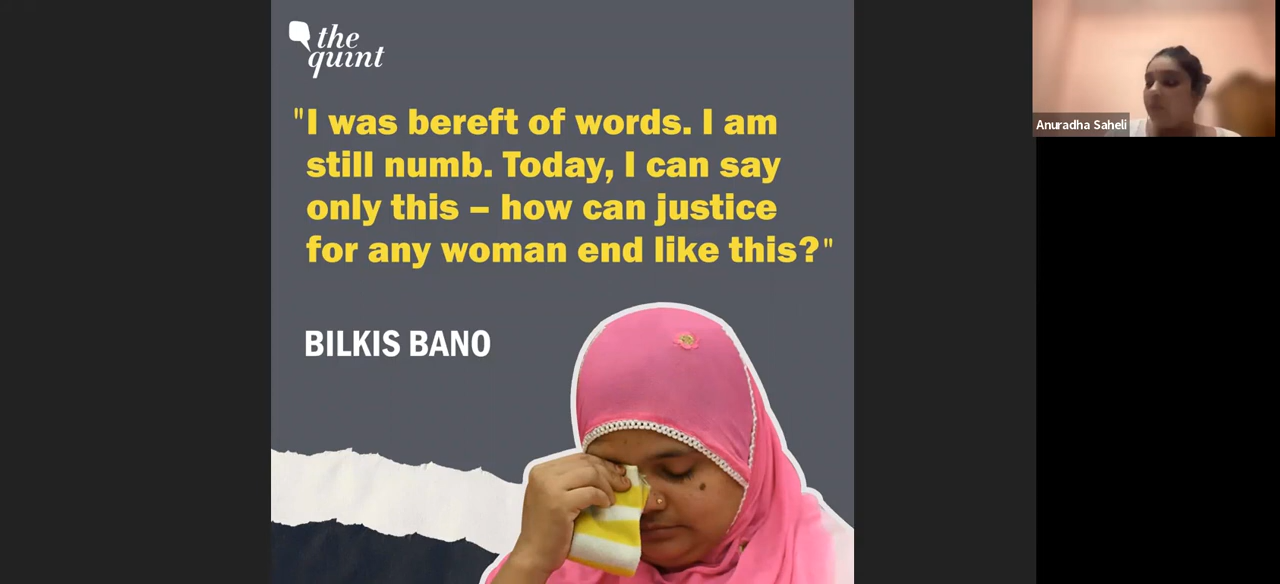 the
quint
"I was bereft of words. I am
still numb. Today, I can say
only this – how can justice
for any woman end like this?"
BILKIS BANO
Anuradha Saheli